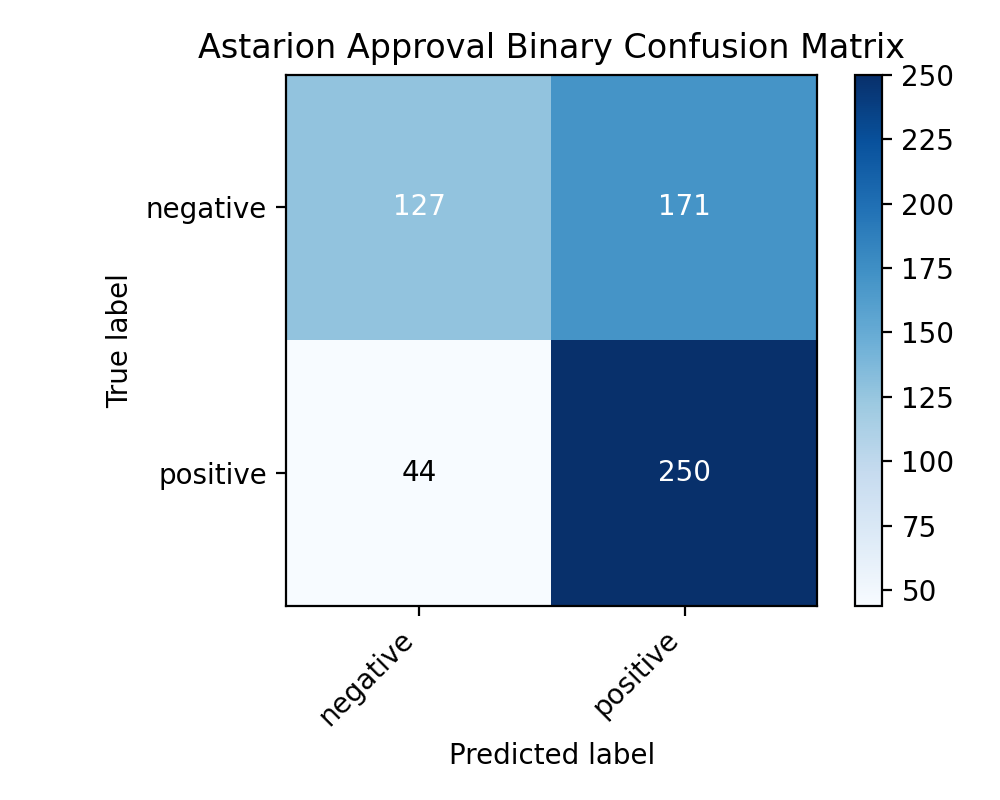 Astarion Approval Binary Confusion Matrix
250
225
200
175
150
125
100
75
50
True label
negative
positive
127
171
44
250
negative
positive
Predicted label